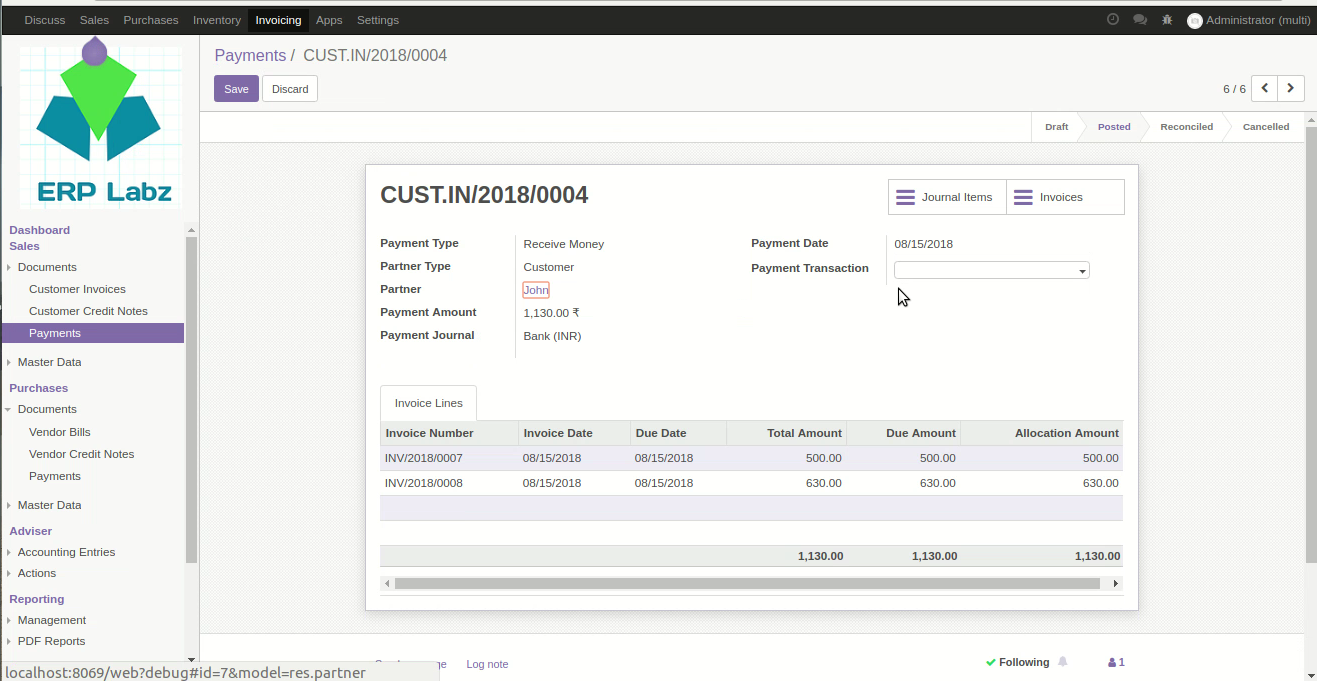 Discuss Sales Purchases Inventory Invoicing Apps Settings Administrator (multi)
ERP Labz
Dashboard
Sales
Documents
Customer Invoices
Customer Credit Notes
Payments
Master Data
Purchases
Documents
Vendor Bills
Vendor Credit Notes
Payments
Master Data
Adviser
Accounting Entries
Actions
Reporting
Management
PDF Reports
Payments / CUST.IN/2018/0004
Save Discard 6 / 6
Draft Posted Reconciled Cancelled
CUST.IN/2018/0004
Journal Items Invoices
Payment Type Receive Money
Partner Type Customer
Partner John
Payment Amount 1,130.00 ₹
Payment Journal Bank (INR)
Payment Date 08/15/2018
Payment Transaction
Invoice Lines
Invoice Number Invoice Date Due Date Total Amount Due Amount Allocation Amount
INV/2018/0007 08/15/2018 08/15/2018 500.00 500.00 500.00
INV/2018/0008 08/15/2018 08/15/2018 630.00 630.00 630.00
1,130.00 1,130.00 1,130.00
Log note Following 1
localhost:8069/web?debug#id=7&model=res.partner